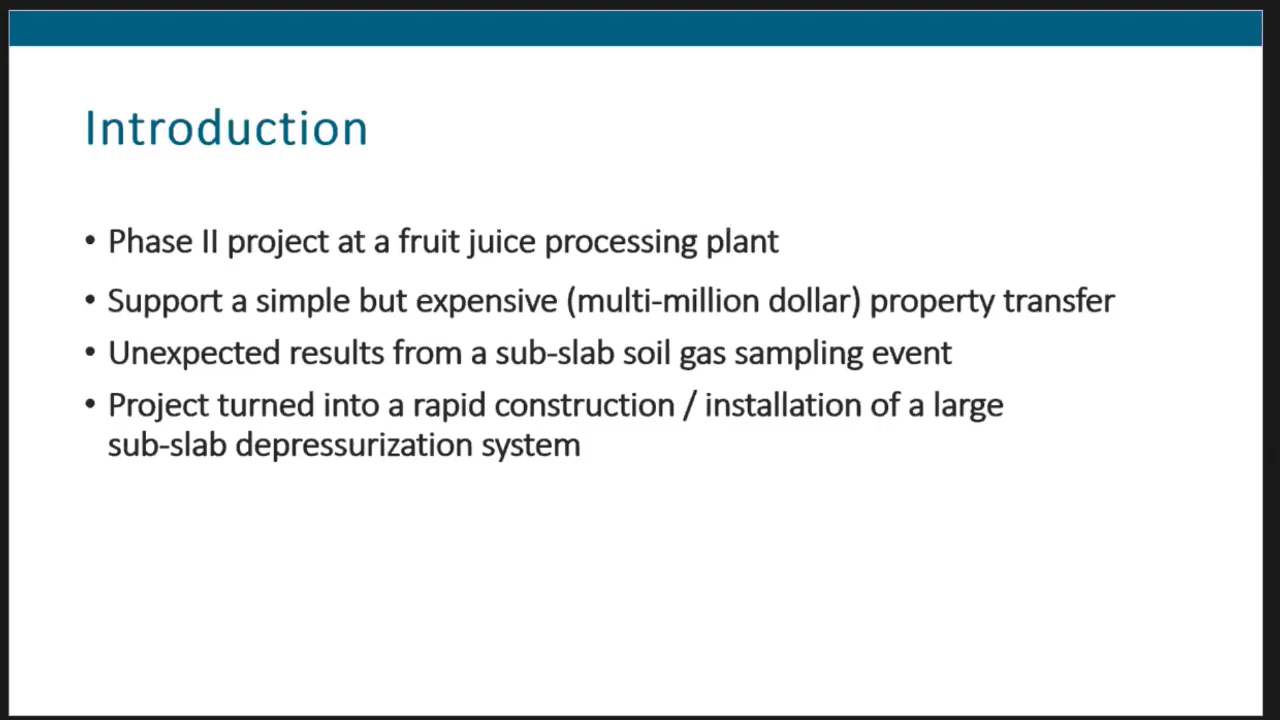 Introduction
• Phase II project at a fruit juice processing plant
• Support a simple but expensive (multi-million dollar) property transfer
• Unexpected results from a sub-slab soil gas sampling event
• Project turned into a rapid construction / installation of a large
sub-slab depressurization system